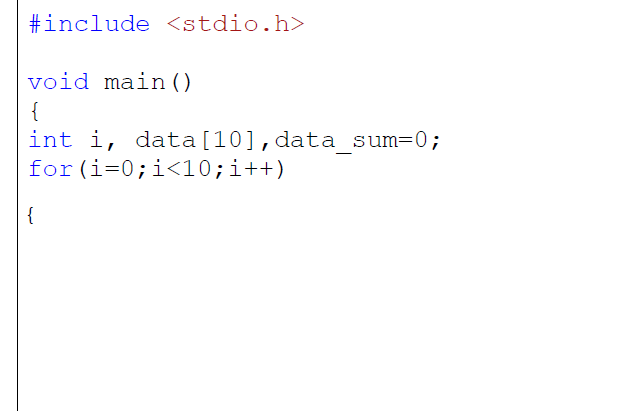 #include <stdio.h>
void main()
{
int i, data[10],data_sum=0;
for(i=0;i<10;i++)
{